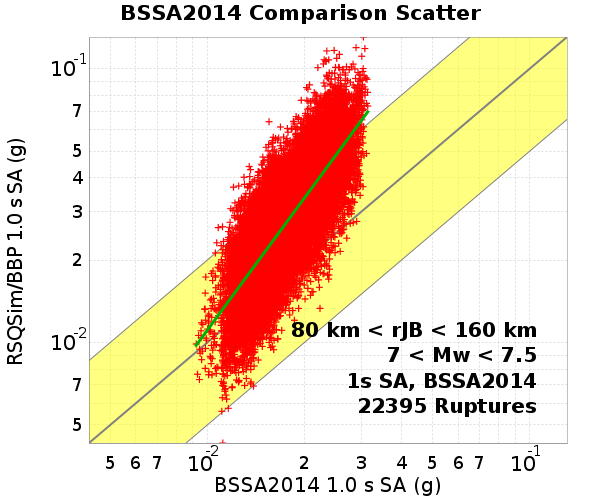 BSSA2014 Comparison Scatter
RSQSim/BBP 1.0 s SA (g)
10^-1
7
5
4
3
2
10^-2
7
5
80 km < rJB < 160 km
7 < Mw < 7.5
1s SA, BSSA2014
22395 Ruptures
5 6 7 10^-2 2 3 4 5 6 7 10^-1
BSSA2014 1.0 s SA (g)